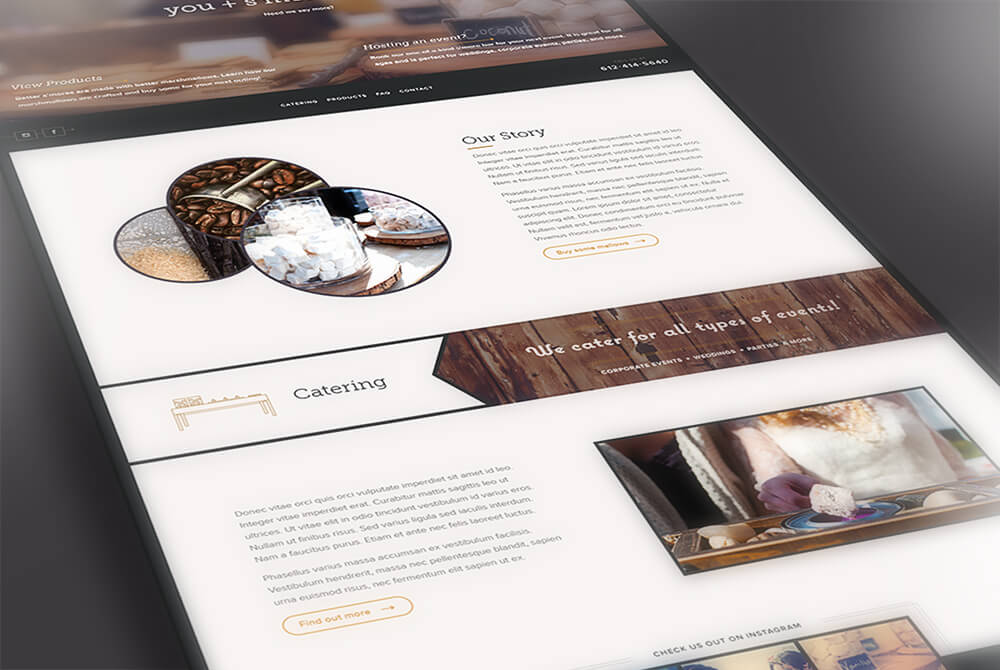 you + s'm
Need we say more?
Coconut
View Products
Better s'mores are made with better marshmallows. Learn how our
marshmallows are crafted and buy some for your next outing!
Hosting an event?
Book our one of a kind s'more bar for your next event. It is great for all
ages and is perfect for weddings, corporate events, parties, and more.
CATERING PRODUCTS FAQ CONTACT
612-414-5640
Our Story
Donec vitae orci quis orci vulputate imperdiet sit amet id leo.
Integer vitae imperdiet erat. Curabitur mattis sagittis leo ut
ultrices. Ut vitae elit in odio tincidunt vestibulum id varius eros.
Nullam ut finibus risus. Sed varius ligula sed iaculis interdum.
Nam a faucibus purus. Etiam et ante nec felis laoreet luctus.
Phasellus varius massa accumsan ex vestibulum facilisis.
Vestibulum hendrerit, massa nec pellentesque blandit, sapien
urna euismod risus, nec fermentum elit sapien ut ex. Nulla at
suscipit quam. Lorem ipsum dolor sit amet, consectetur
adipiscing elit. Donec condimentum orci eu tincidunt pulvinar.
Nullam velit est, fermentum vel justo a, vehicula ornare dui.
Vivamus rhoncus odio lectus.
Buy some mallows
We cater for all types of events!
CORPORATE EVENTS • WEDDINGS • PARTIES & MORE
Catering
Donec vitae orci quis orci vulputate imperdiet sit amet id leo.
Integer vitae imperdiet erat. Curabitur mattis sagittis leo ut
ultrices. Ut vitae elit in odio tincidunt vestibulum id varius eros.
Nullam ut finibus risus. Sed varius ligula sed iaculis interdum.
Nam a faucibus purus. Etiam et ante nec felis laoreet luctus.
Phasellus varius massa accumsan ex vestibulum facilisis.
Vestibulum hendrerit, massa nec pellentesque blandit, sapien
urna euismod risus, nec fermentum elit sapien ut ex.
Find out more
CHECK US OUT ON INSTAGRAM